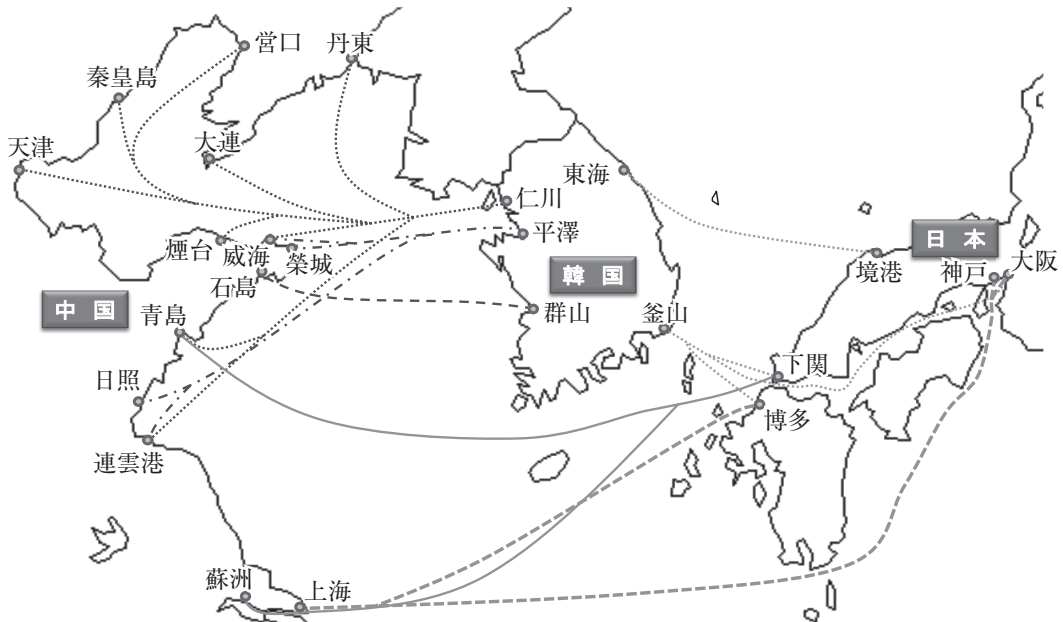 営口
丹東
秦皇島
天津
大連
東海
仁川
平澤
煙台
威海
榮城
石島
中 国
韓 国
日 本
境港
神戸
大阪
青島
群山
釜山
下関
日照
博多
連雲港
蘇洲
上海